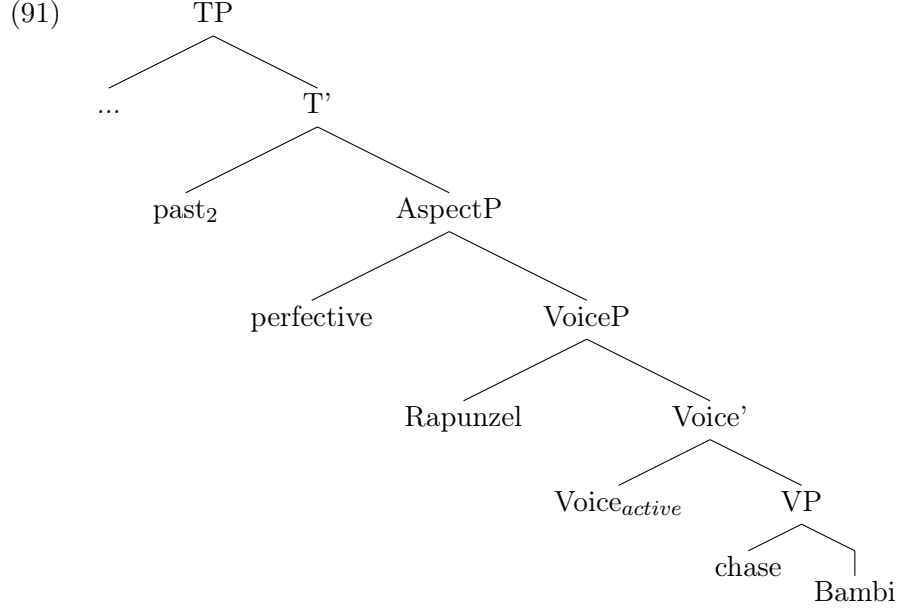 (91) TP
... T’
past₂ AspectP
perfective VoiceP
Rapunzel Voice’
Voiceactive VP
chase
Bambi